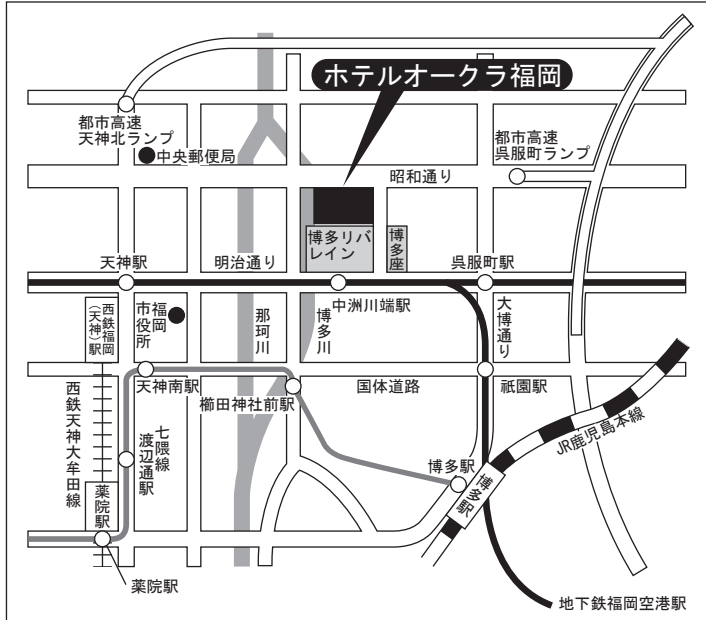 ホテルオークラ福岡
都市高速
天神北ランプ
中央郵便局
都市高速
呉服町ランプ
昭和通り
博多リバ
レイン
博多座
天神駅
明治通り
呉服町駅
中洲川端駅
西鉄福岡
(天神)駅
福岡
市役所
那珂川
博多川
大博通り
天神南駅
櫛田神社前駅
国体道路
祇園駅
JR鹿児島本線
西鉄天神大牟田線
七隈線
渡辺通駅
博多駅
博多駅
薬院駅
薬院駅
地下鉄福岡空港駅